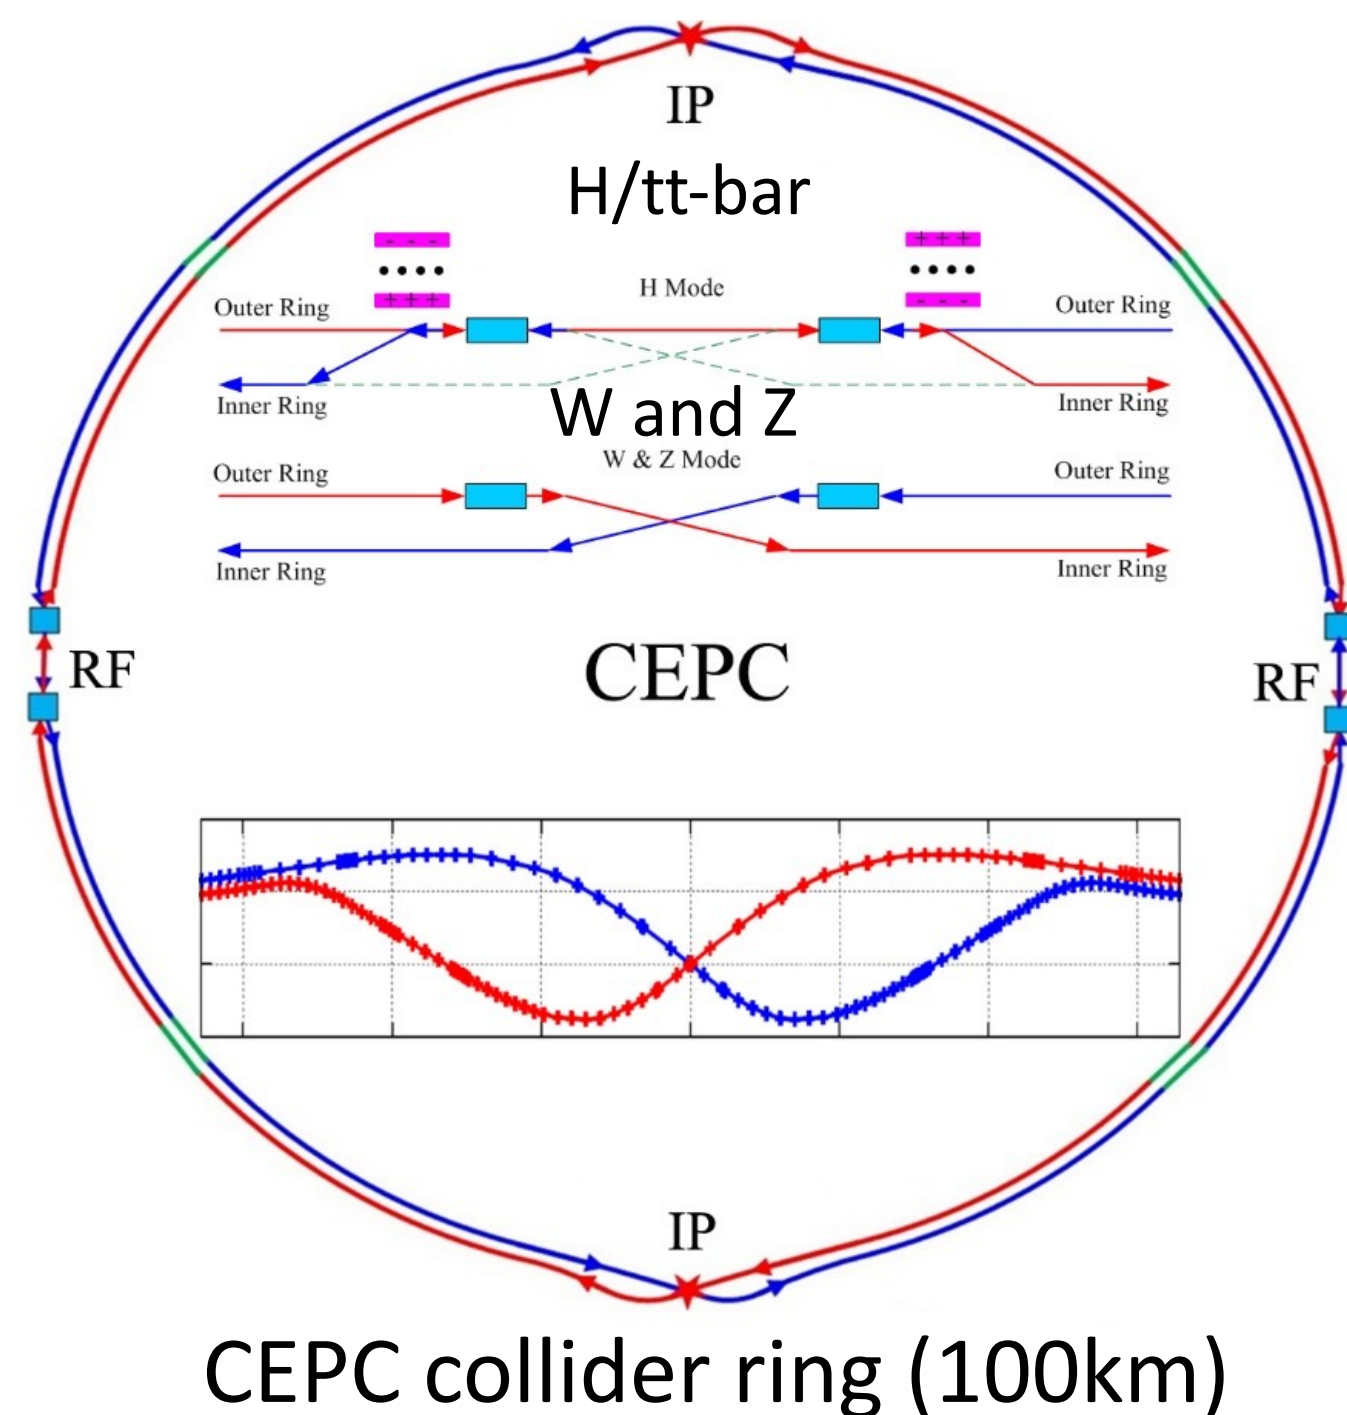 IP
H/tt-bar
- - - + + +
+ + + - - -
H Mode
Outer Ring Outer Ring
Inner Ring Inner Ring
W and Z
W & Z Mode
Outer Ring Outer Ring
Inner Ring Inner Ring
RF CEPC RF
IP
CEPC collider ring (100km)